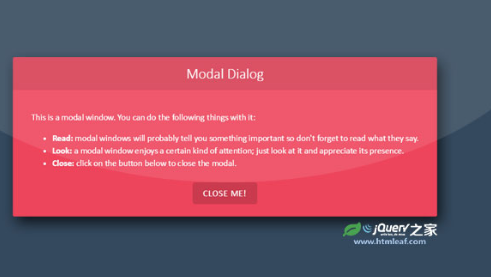 Modal Dialog
This is a modal window. You can do the following things with it:
• Read: modal windows will probably tell you something important so don't forget to read what they say.
• Look: a modal window enjoys a certain kind of attention; just look at it and appreciate its presence.
• Close: click on the button below to close the modal.
CLOSE ME!
jQuery之家
www.htmleaf.com